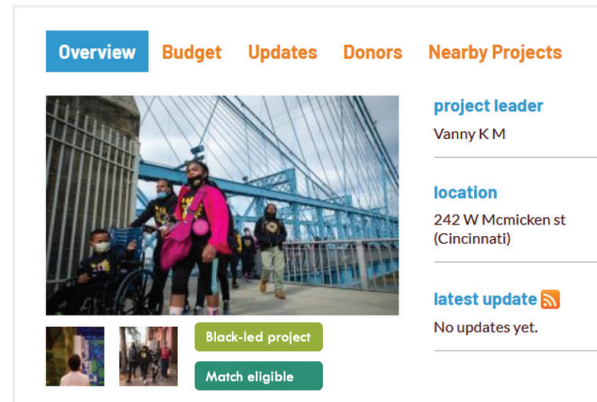 Overview Budget Updates Donors Nearby Projects
project leader
Vanny K M
location
242 W Mcmicken st
(Cincinnati)
latest update
No updates yet.
Black-led project
Match eligible